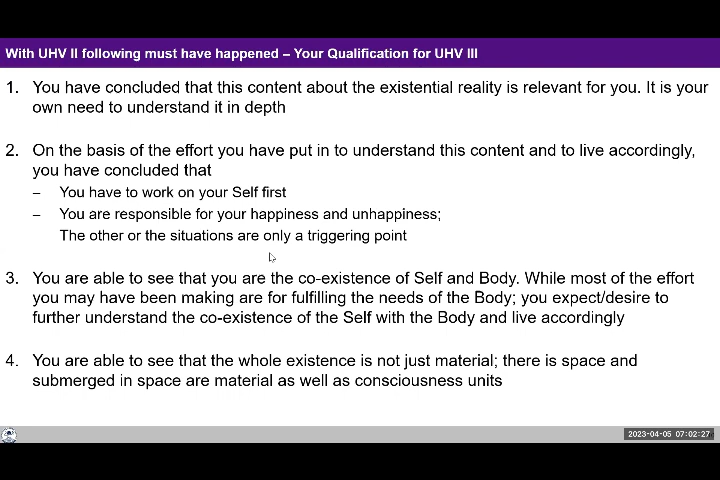 With UHV II following must have happened – Your Qualification for UHV III
1. You have concluded that this content about the existential reality is relevant for you. It is your
own need to understand it in depth
2. On the basis of the effort you have put in to understand this content and to live accordingly,
you have concluded that
– You have to work on your Self first
– You are responsible for your happiness and unhappiness;
The other or the situations are only a triggering point
3. You are able to see that you are the co-existence of Self and Body. While most of the effort
you may have been making are for fulfilling the needs of the Body; you expect/desire to
further understand the co-existence of the Self with the Body and live accordingly
4. You are able to see that the whole existence is not just material; there is space and
submerged in space are material as well as consciousness units
2023-04-05 07:02:27